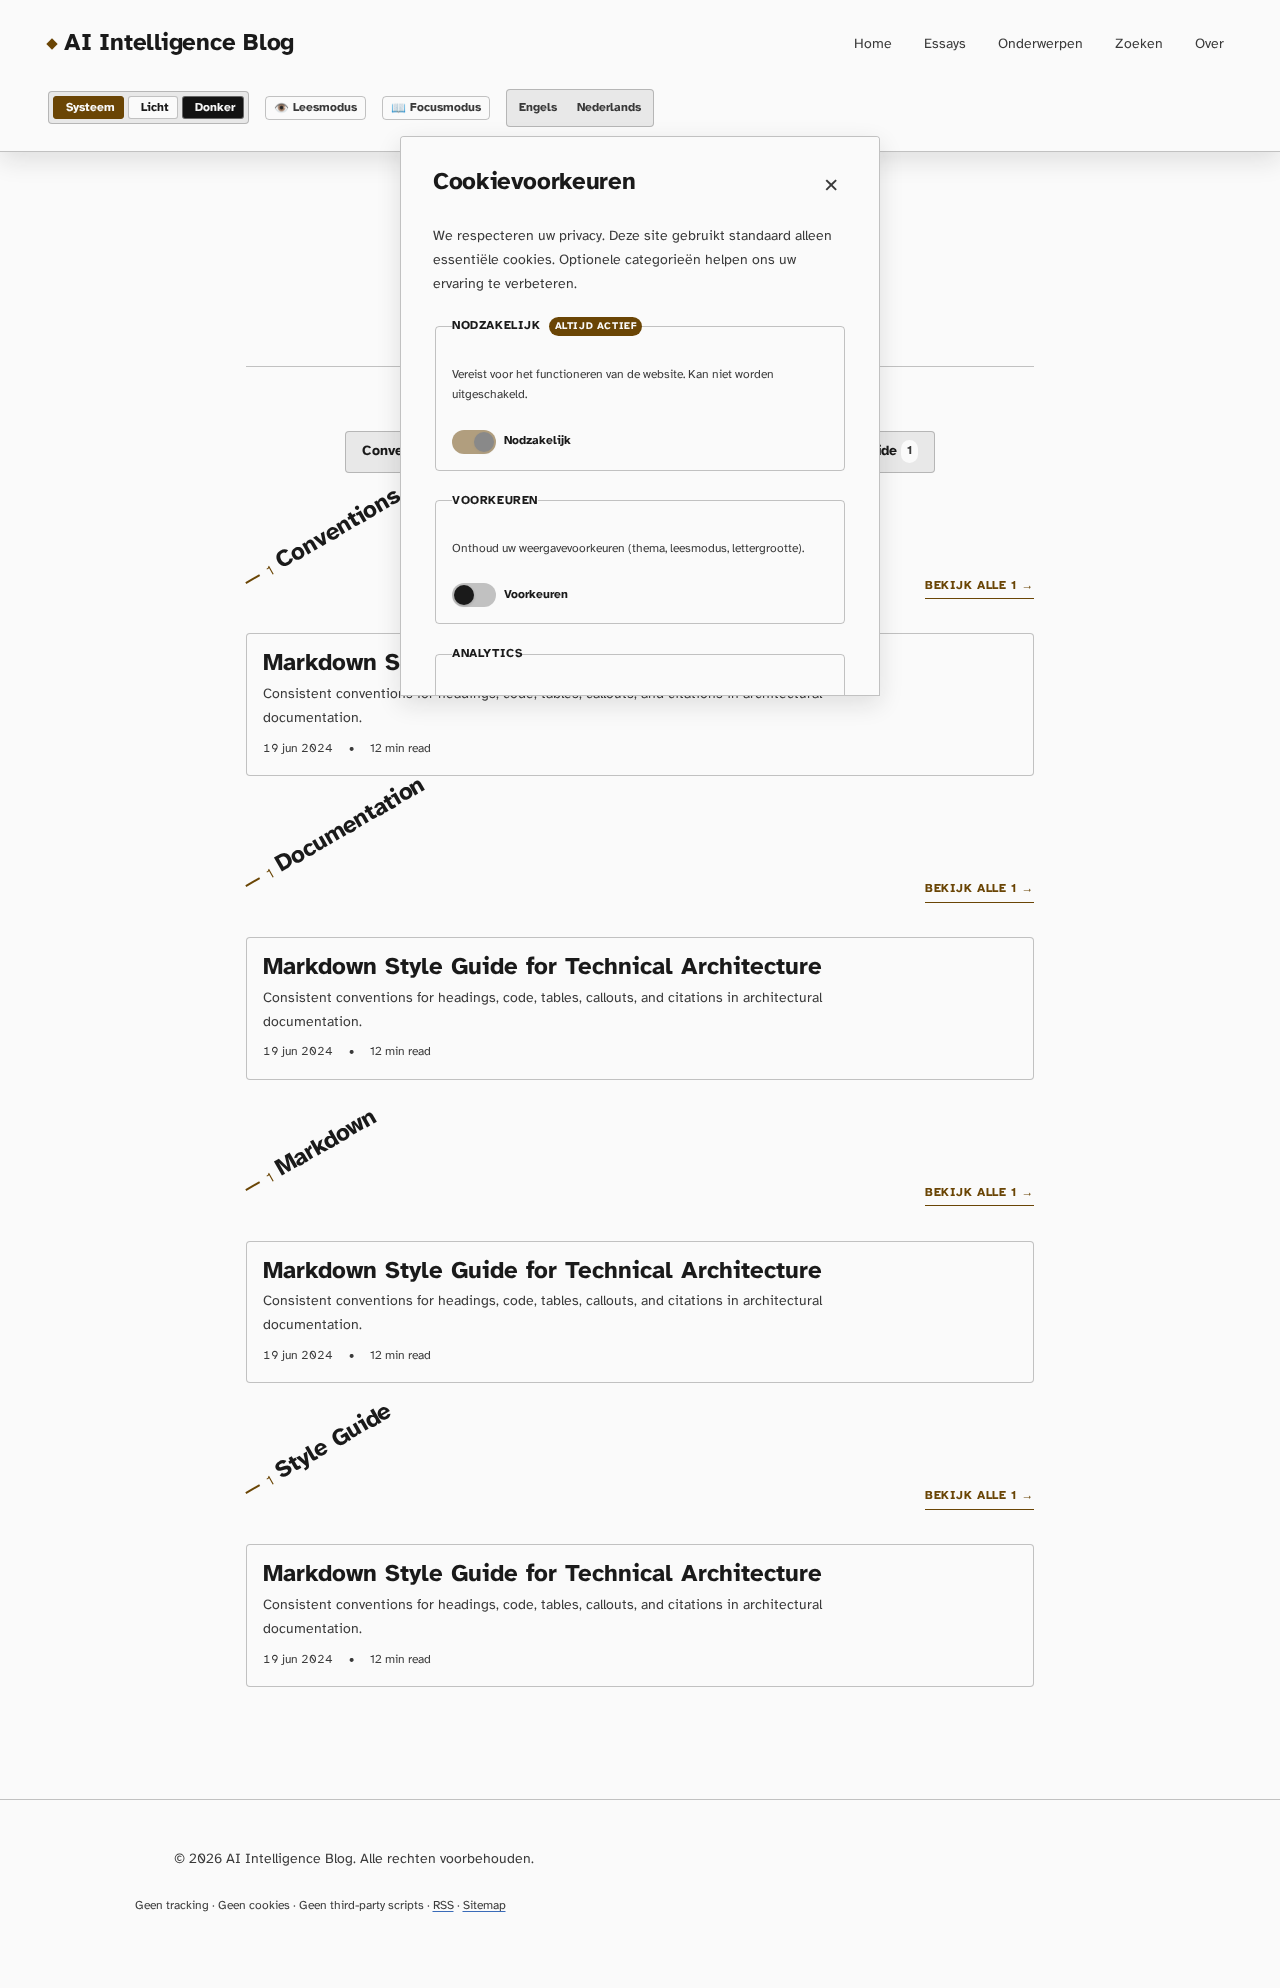 ◆ AI Intelligence Blog
Home Essays Onderwerpen Zoeken Over
Systeem Licht Donker 👁️ Leesmodus 📖 Focusmodus Engels Nederlands
Cookievoorkeuren ✕
We respecteren uw privacy. Deze site gebruikt standaard alleen
essentiële cookies. Optionele categorieën helpen ons uw
ervaring te verbeteren.
NODZAKELIJK ALTIJD ACTIEF
Vereist voor het functioneren van de website. Kan niet worden
uitgeschakeld.
Nodzakelijk
VOORKEUREN
Onthoud uw weergavevoorkeuren (thema, leesmodus, lettergrootte).
Voorkeuren
ANALYTICS
1
— 1 Conventions
BEKIJK ALLE 1 →
Markdown
Consistent conventions for headings, code, tables, callouts, and citations in architectural
documentation.
19 jun 2024 • 12 min read
— 1 Documentation
BEKIJK ALLE 1 →
Markdown Style Guide for Technical Architecture
Consistent conventions for headings, code, tables, callouts, and citations in architectural
documentation.
19 jun 2024 • 12 min read
— 1 Markdown
BEKIJK ALLE 1 →
Markdown Style Guide for Technical Architecture
Consistent conventions for headings, code, tables, callouts, and citations in architectural
documentation.
19 jun 2024 • 12 min read
— 1 Style Guide
BEKIJK ALLE 1 →
Markdown Style Guide for Technical Architecture
Consistent conventions for headings, code, tables, callouts, and citations in architectural
documentation.
19 jun 2024 • 12 min read
© 2026 AI Intelligence Blog. Alle rechten voorbehouden.
Geen tracking · Geen cookies · Geen third-party scripts · RSS · Sitemap